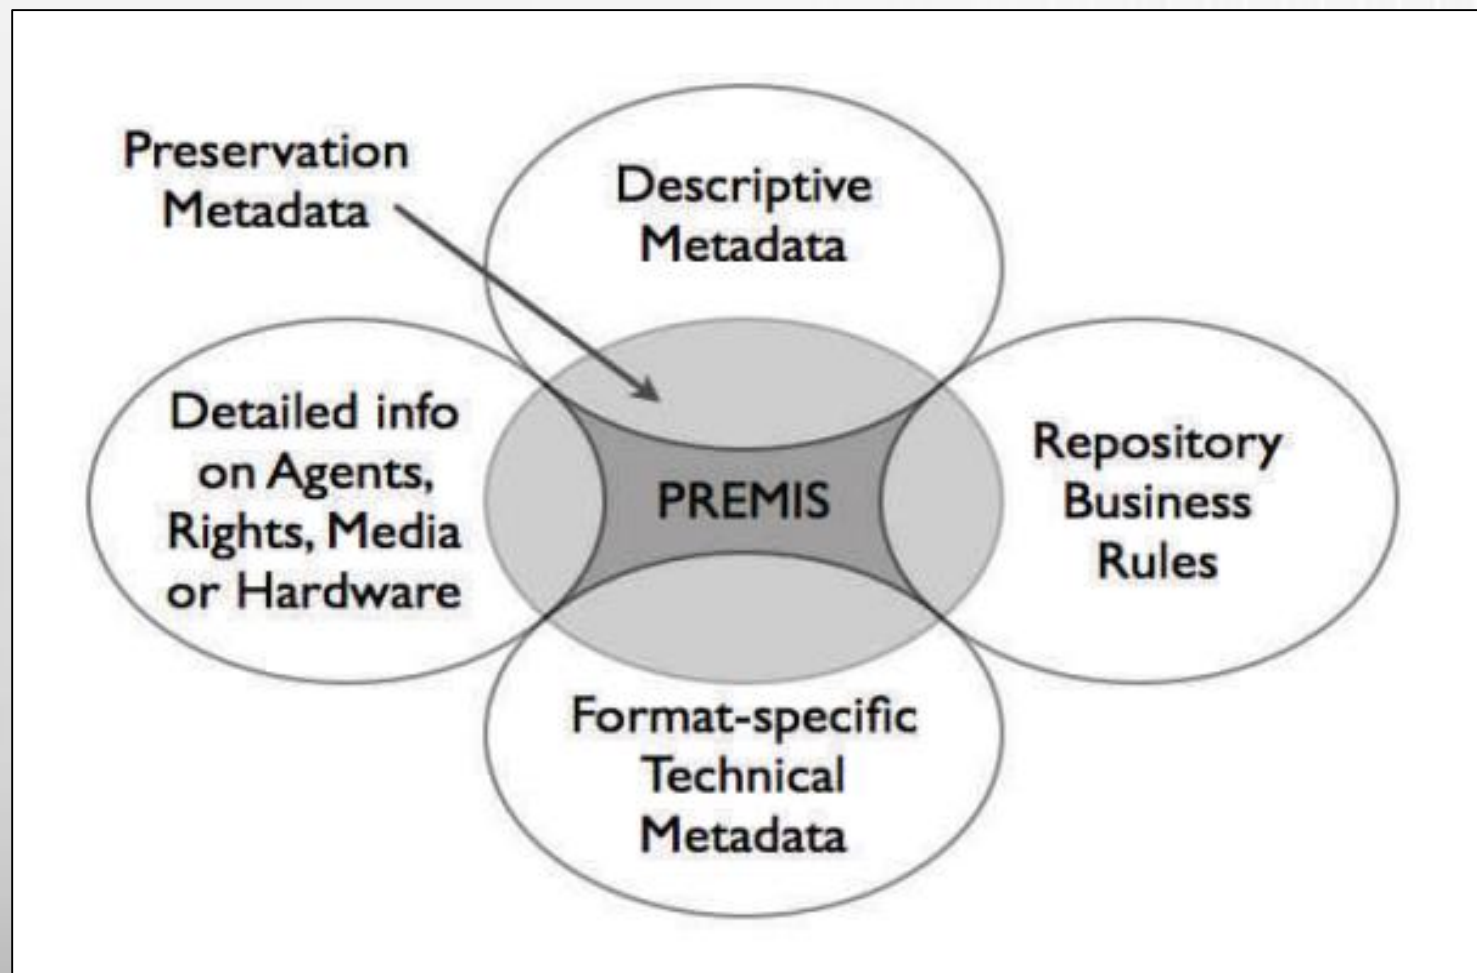 Preservation
Metadata
Descriptive
Metadata
Detailed info
on Agents,
Rights, Media
or Hardware
PREMIS
Repository
Business
Rules
Format-specific
Technical
Metadata